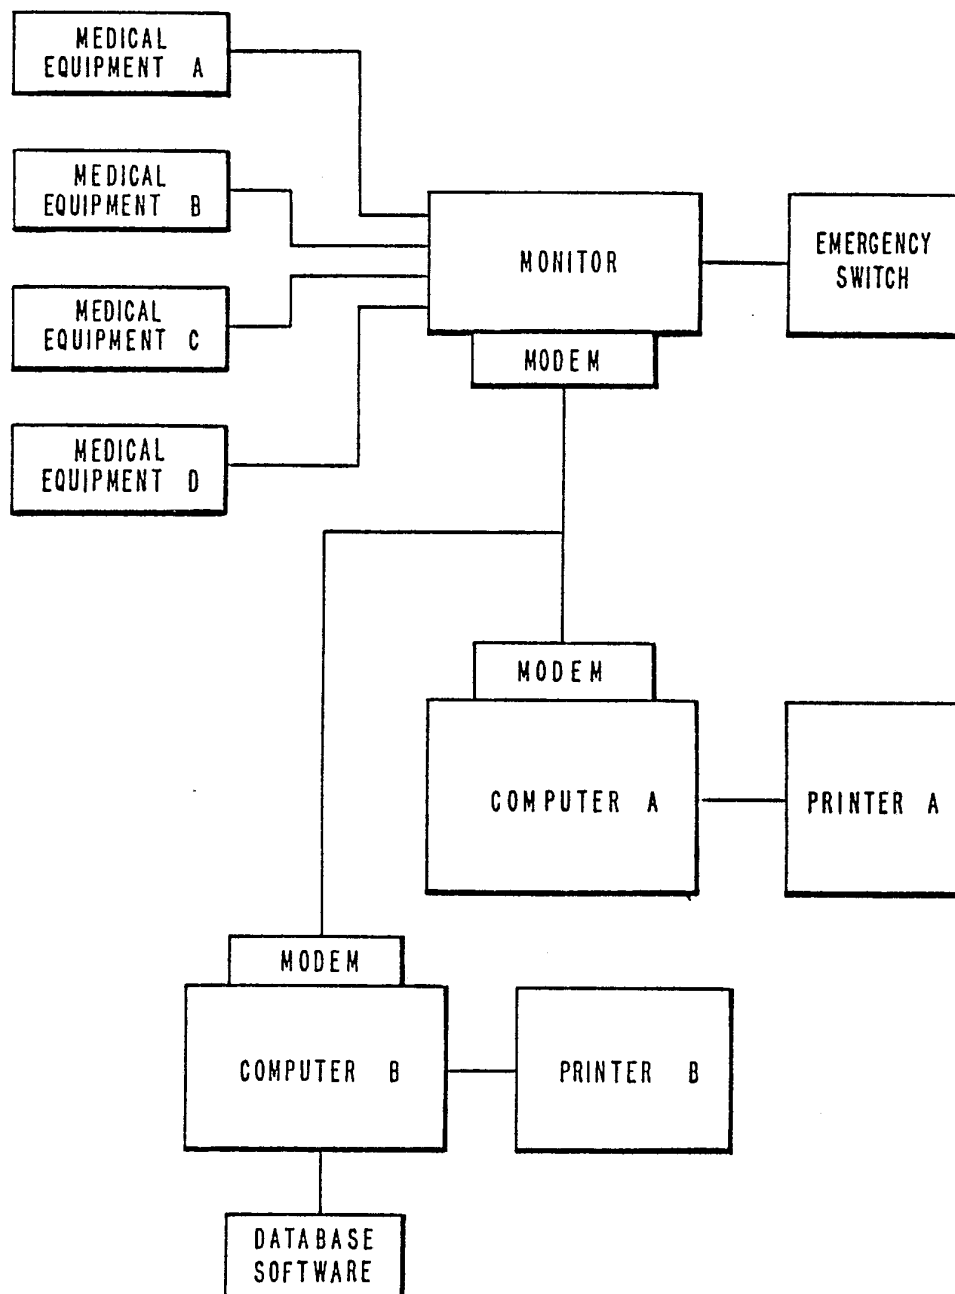 MEDICAL
EQUIPMENT A
MEDICAL
EQUIPMENT B
MEDICAL
EQUIPMENT C
MEDICAL
EQUIPMENT D
MONITOR
MODEM
EMERGENCY
SWITCH
MODEM
COMPUTER A
PRINTER A
MODEM
COMPUTER B
PRINTER B
DATABASE
SOFTWARE